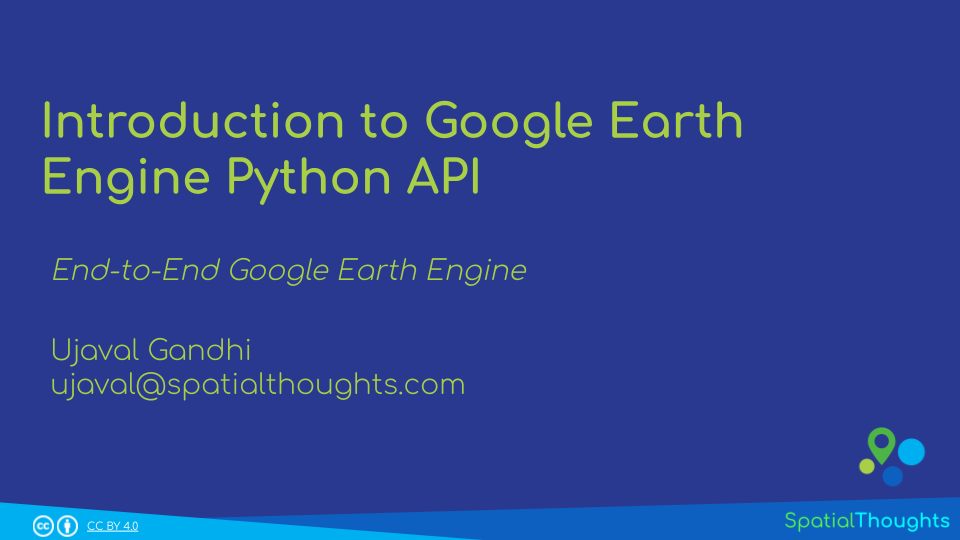 Introduction to Google Earth
Engine Python API
End-to-End Google Earth Engine
Ujaval Gandhi
ujaval@spatialthoughts.com
CC BY 4.0
SpatialThoughts